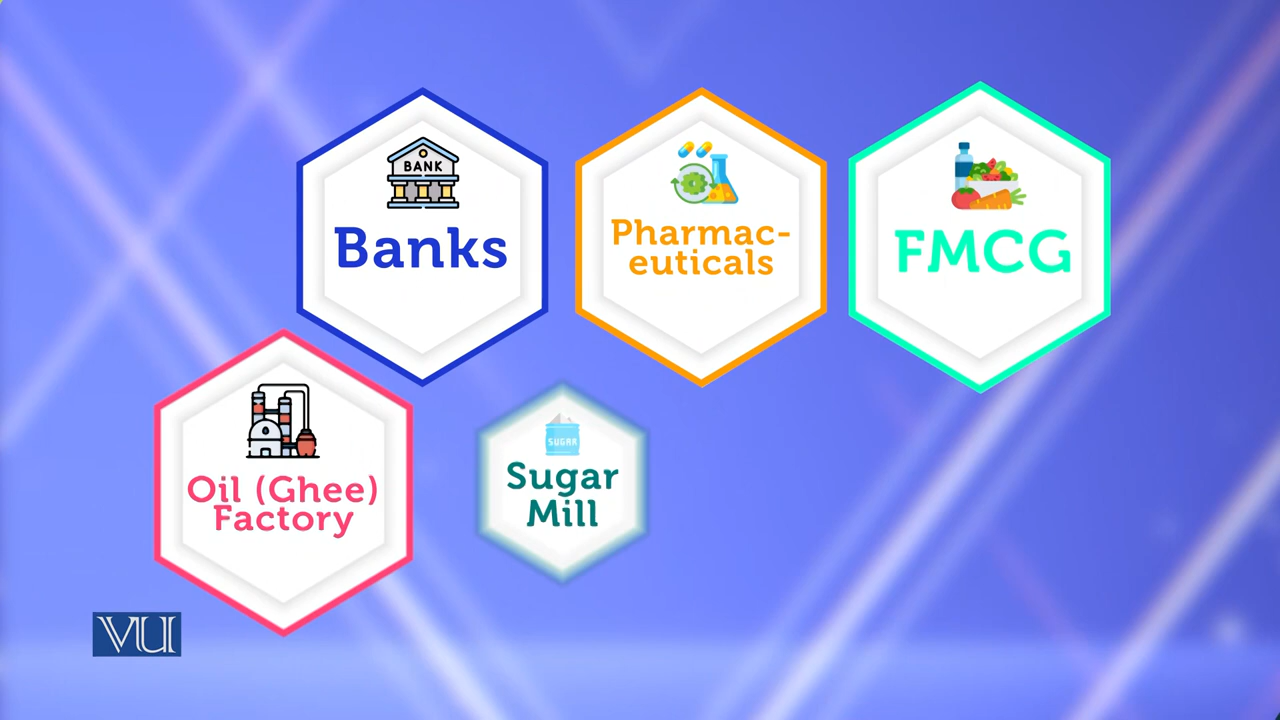 BANK
Banks
Pharmac-
euticals
FMCG
Oil (Ghee)
Factory
SUGAR
Sugar
Mill
VU